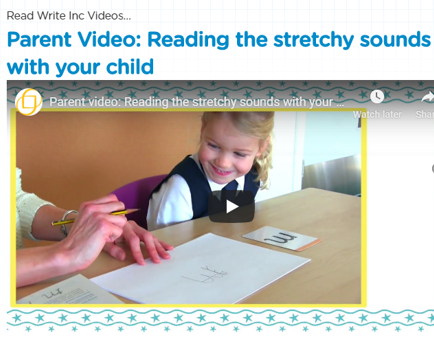 Read Write Inc Videos...
Parent Video: Reading the stretchy sounds
with your child
Parent video: Reading the stretchy sounds with your ...
Watch later
Shar
m